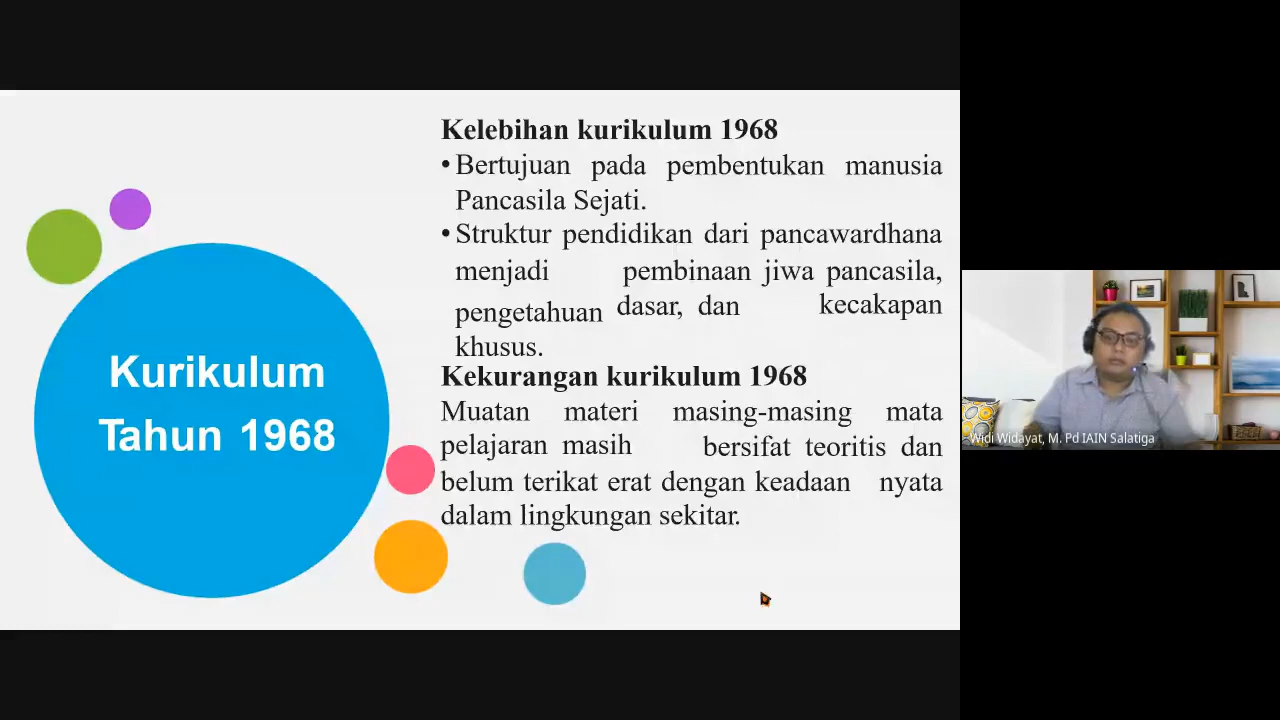 Kurikulum
Tahun 1968
Kelebihan kurikulum 1968
•Bertujuan pada pembentukan manusia
Pancasila Sejati.
•Struktur pendidikan dari pancawardhana
menjadi pembinaan jiwa pancasila,
pengetahuan dasar, dan kecakapan
khusus.
Kekurangan kurikulum 1968
Muatan materi masing-masing mata
pelajaran masih bersifat teoritis dan
belum terikat erat dengan keadaan nyata
dalam lingkungan sekitar.
Widi Widayat, M. Pd IAIN Salatiga